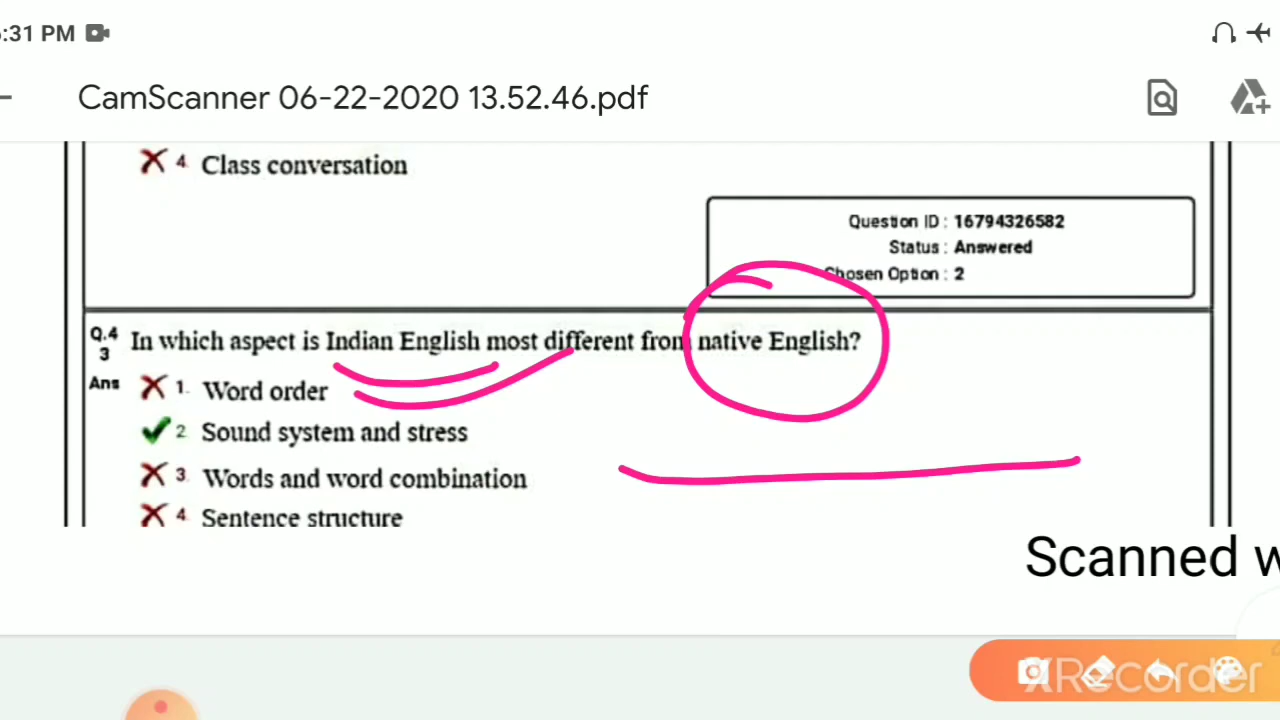 :31 PM
CamScanner 06-22-2020 13.52.46.pdf
4. Class conversation
Question ID : 16794326582
Status : Answered
Chosen Option : 2
Q.4
3
In which aspect is Indian English most different from native English?
Ans
1. Word order
2. Sound system and stress
3. Words and word combination
4. Sentence structure
Scanned w
XRecorder